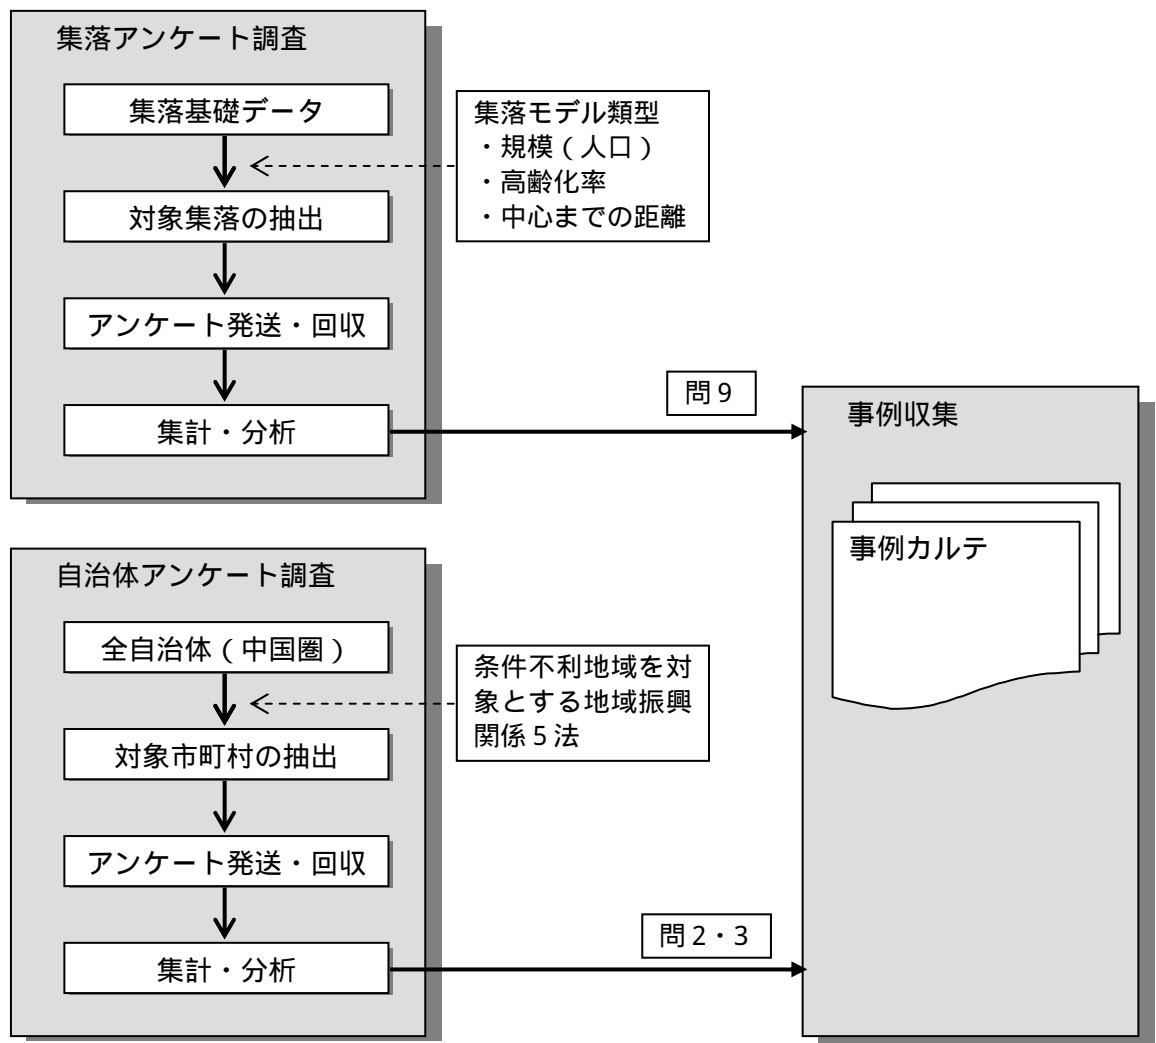 集落アンケート調査
集落基礎データ
対象集落の抽出
アンケート発送・回収
集計・分析
集落モデル類型
・規模（人口）
・高齢化率
・中心までの距離
問9
自治体アンケート調査
全自治体（中国圏）
対象市町村の抽出
アンケート発送・回収
集計・分析
条件不利地域を対
象とする地域振興
関係5法
問2・3
事例収集
事例カルテ